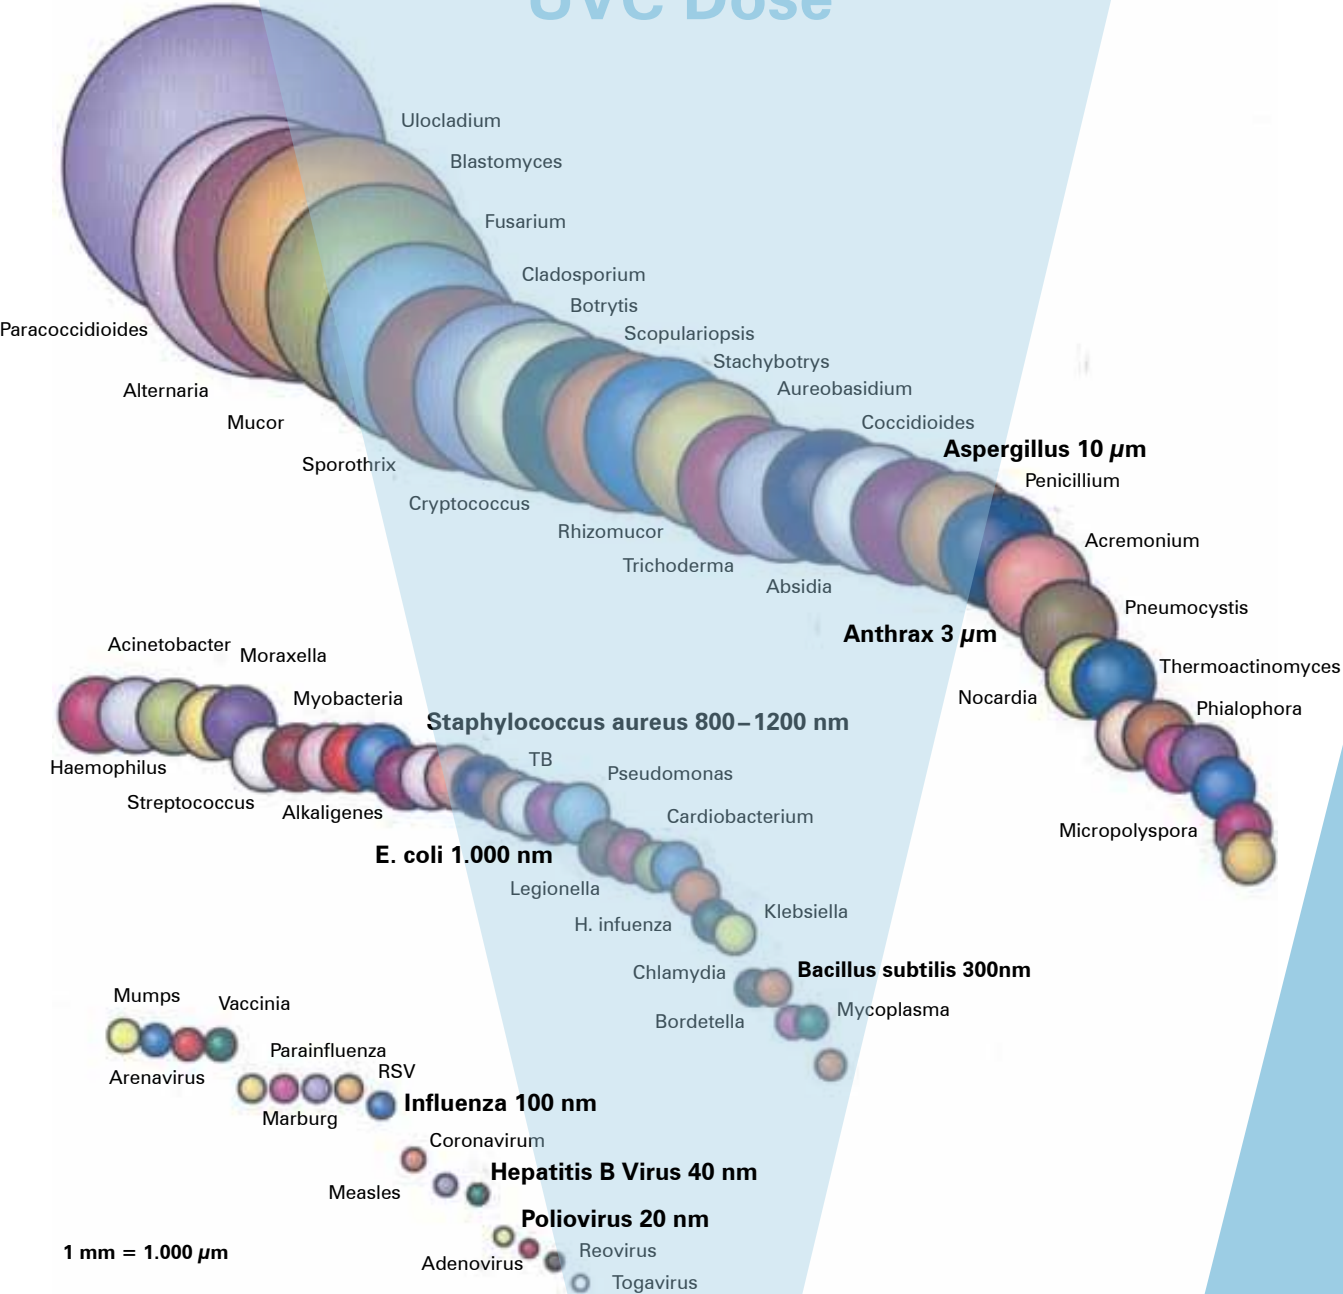 UVC Dose
Ulocladium
Blastomyces
Fusarium
Cladosporium
Botrytis
Paracoccidioides
Scopulariopsis
Stachybotrys
Alternaria
Aureobasidium
Mucor
Coccidioides
Aspergillus 10 µm
Sporothrix
Penicillium
Cryptococcus
Rhizomucor
Acremonium
Trichoderma
Absidia
Pneumocystis
Anthrax 3 µm
Acinetobacter
Moraxella
Thermoactinomyces
Myobacteria
Nocardia
Phialophora
Staphylococcus aureus 800–1200 nm
TB
Haemophilus
Pseudomonas
Streptococcus
Alkaligenes
Cardiobacterium
Micropolyspora
E. coli 1.000 nm
Legionella
Klebsiella
H. infuenza
Chlamydia
Bacillus subtilis 300nm
Mumps
Vaccinia
Mycoplasma
Bordetella
Parainfluenza
Arenavirus
RSV
Influenza 100 nm
Marburg
Coronavirum
Hepatitis B Virus 40 nm
Measles
Poliovirus 20 nm
1 mm = 1.000 µm
Reovirus
Adenovirus
Togavirus